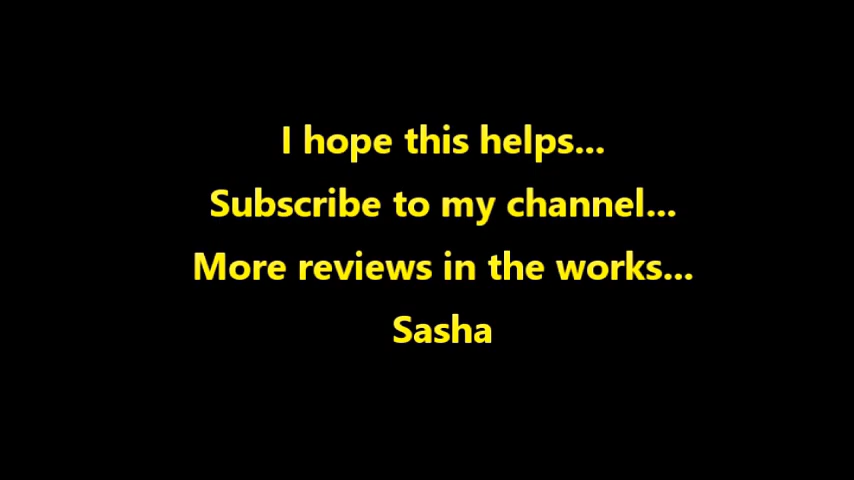 I hope this helps...
Subscribe to my channel...
More reviews in the works...
Sasha